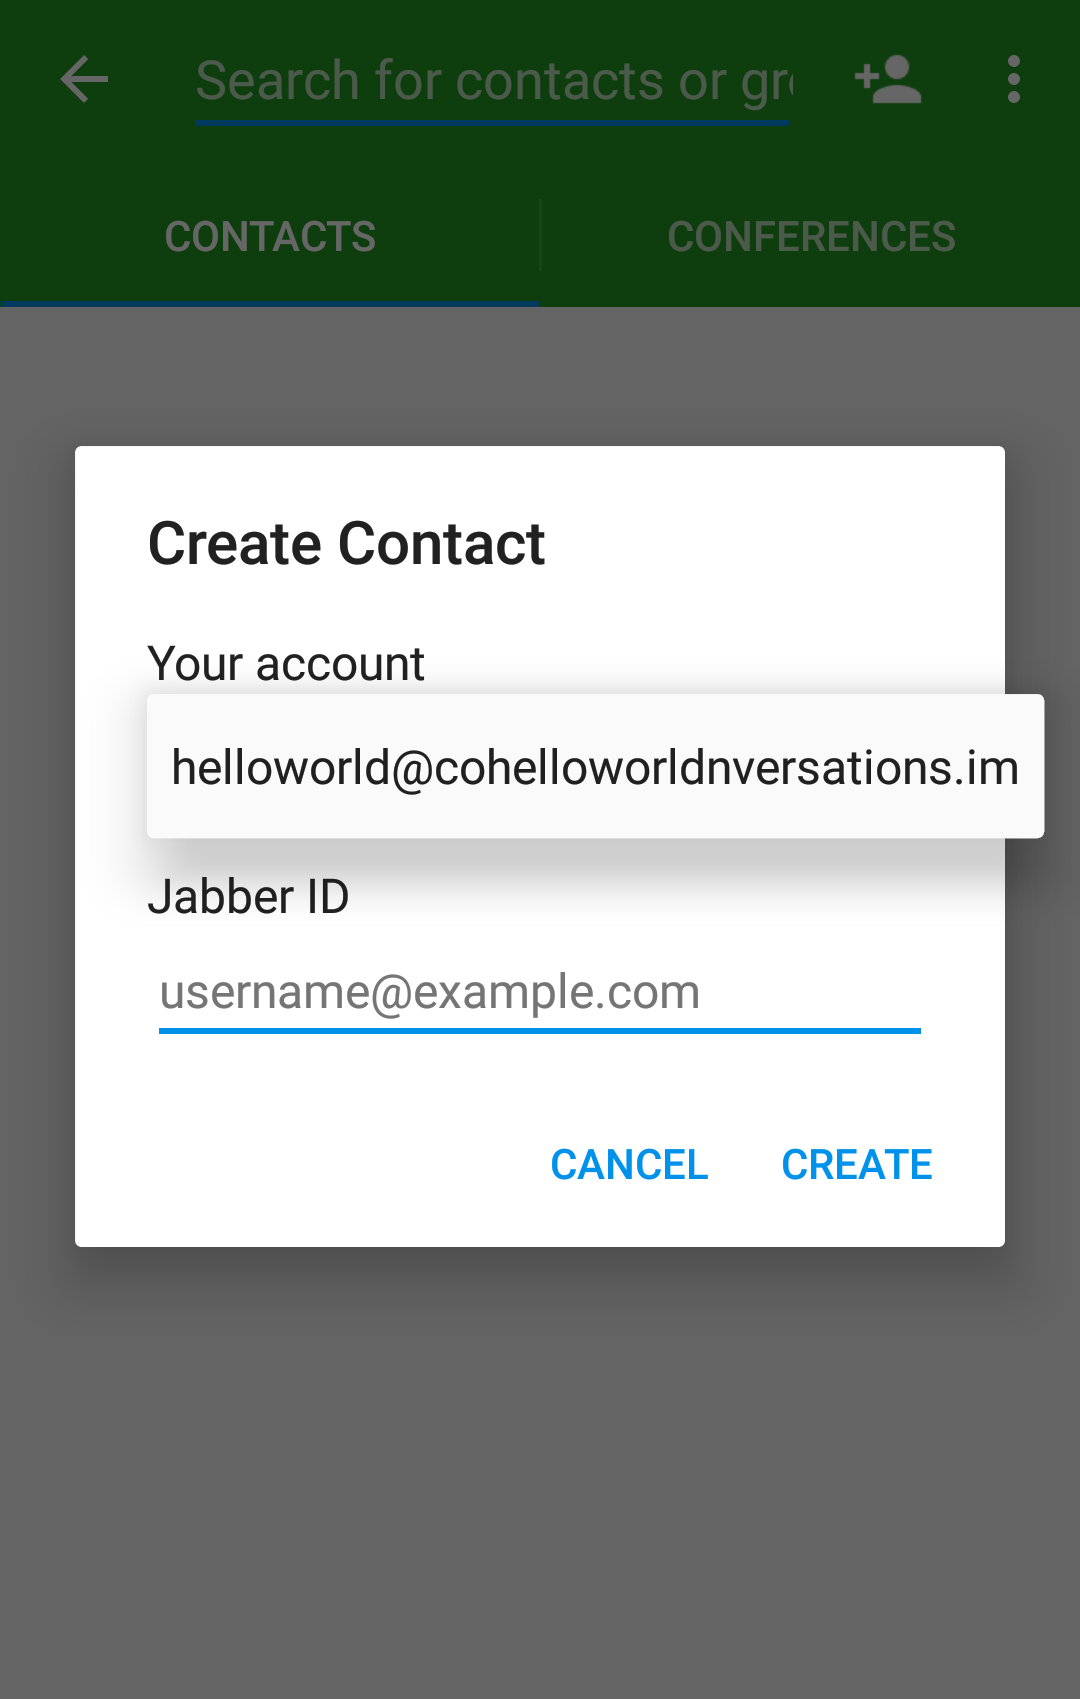 Search for contacts or gr
CONTACTS
CONFERENCES
Create Contact
Your account
helloworld@cohelloworldnversations.im
Jabber ID
username@example.com
CANCEL
CREATE